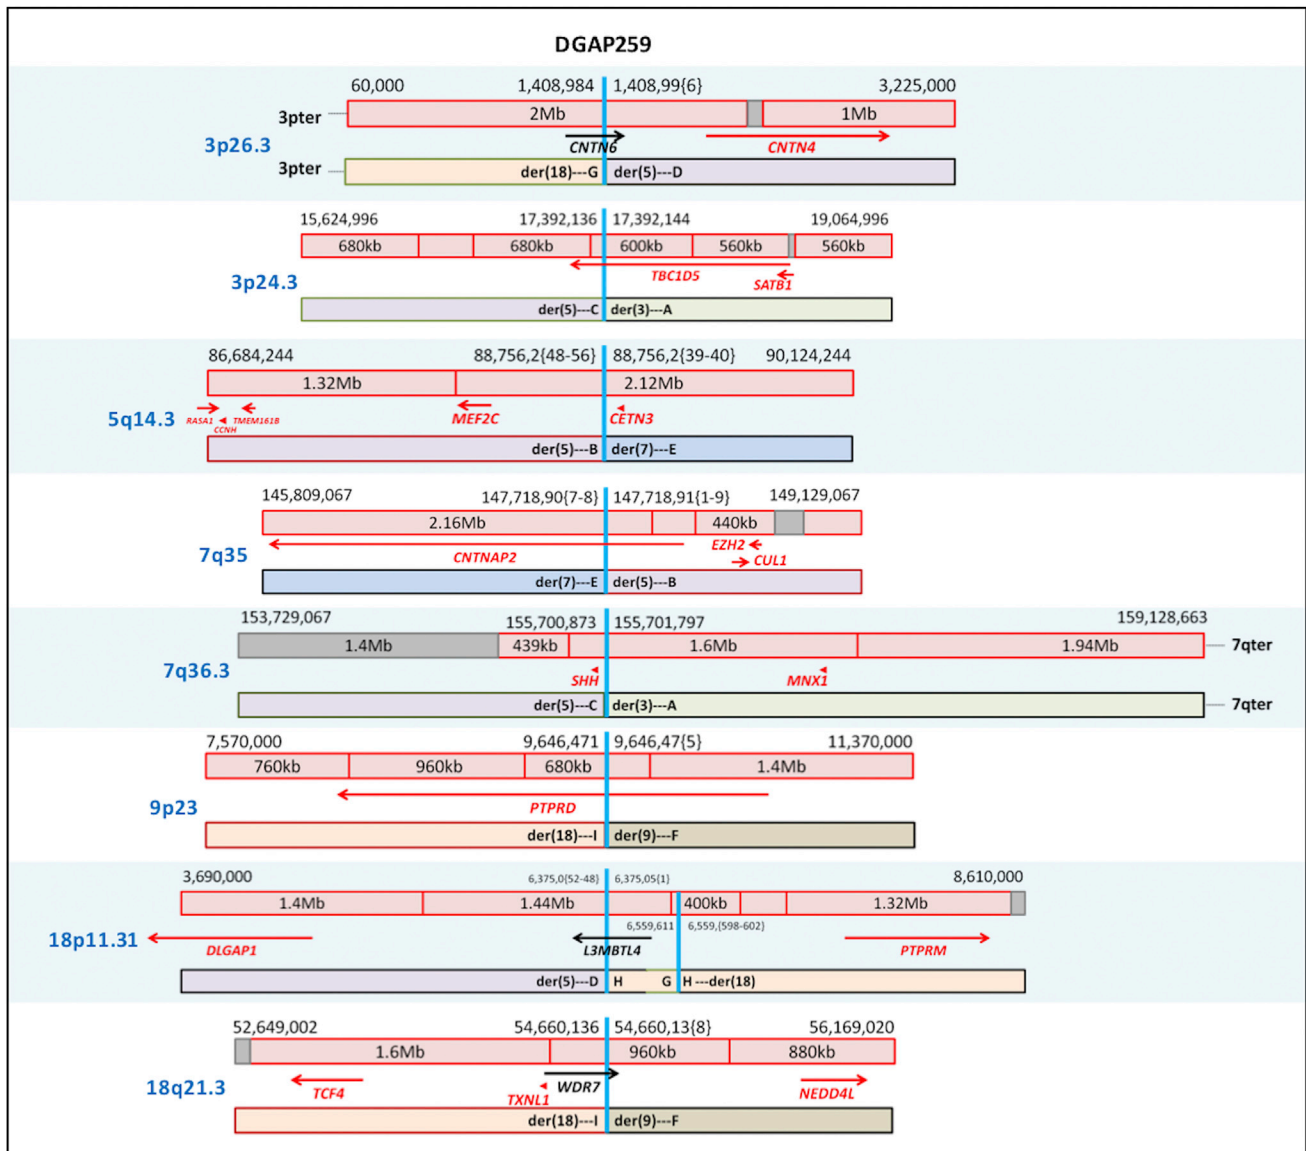 DGAP259
60,000 1,408,984 1,408,99{6} 3,225,000
3pter 2Mb 1Mb
3p26.3 CNTN6 CNTN4
3pter der(18)---G der(5)---D
15,624,996 17,392,136 17,392,144 19,064,996
680kb 680kb 600kb 560kb 560kb
TBC1D5
3p24.3 SATB1
der(5)---C der(3)---A
86,684,244 88,756,2{48-56} 88,756,2{39-40} 90,124,244
1.32Mb 2.12Mb
5q14.3 RASA1 TMEM161B MEF2C CETN3
CCNH
der(5)---B der(7)---E
145,809,067 147,718,90{7-8} 147,718,91{1-9} 149,129,067
2.16Mb 440kb
EZH2
7q35 CNTNAP2 CUL1
der(7)---E der(5)---B
153,729,067 155,700,873 155,701,797 159,128,663
1.4Mb 439kb 1.6Mb 1.94Mb 7qter
7q36.3 SHH MNX1
der(5)---C der(3)---A 7qter
7,570,000 9,646,471 9,646,47{5} 11,370,000
760kb 960kb 680kb 1.4Mb
9p23 PTPRD
der(18)---I der(9)---F
3,690,000 6,375,0{52-48} 6,375,05{1} 8,610,000
1.4Mb 1.44Mb 400kb 1.32Mb
6,559,611 6,559,{598-602}
18p11.31 DLGAP1 L3MBTL4 PTPRM
der(5)---D H G H ---der(18)
52,649,002 54,660,136 54,660,13{8} 56,169,020
1.6Mb 960kb 880kb
18q21.3 TCF4 TXNL1 WDR7 NEDD4L
der(18)---I der(9)---F